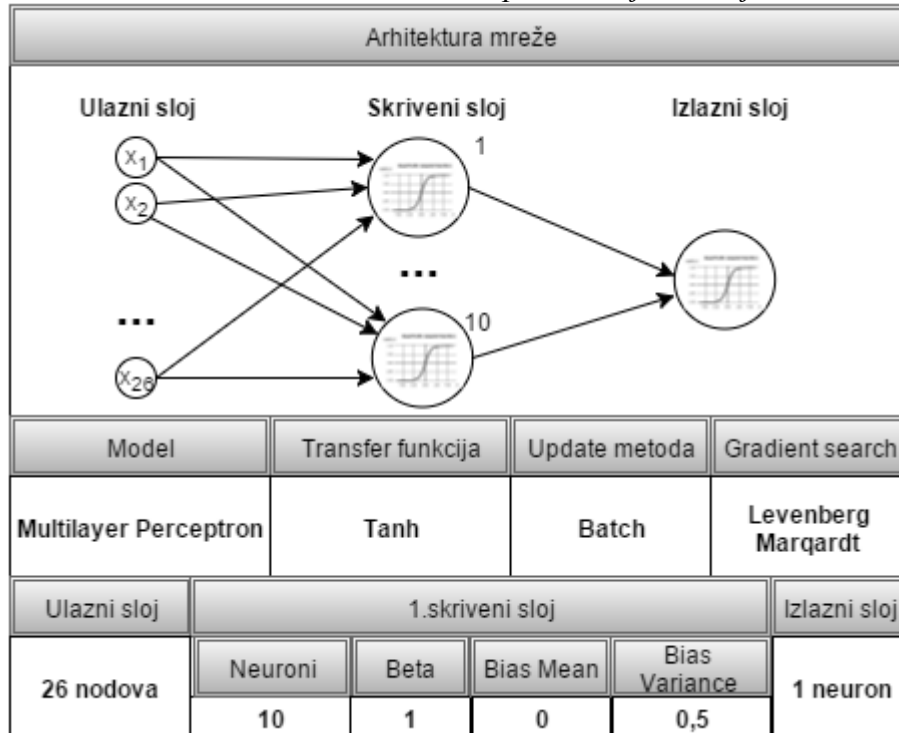 Arhitektura mreže
Ulazni sloj Skriveni sloj Izlazni sloj
x1
1
x2
... ...
10
x26
Model Transfer funkcija Update metoda Gradient search
Multilayer Perceptron Tanh Batch Levenberg
Marqardt
Ulazni sloj 1.skriveni sloj Izlazni sloj
26 nodova Neuroni Beta Bias Mean Bias
Variance 1 neuron
10 1 0 0,5